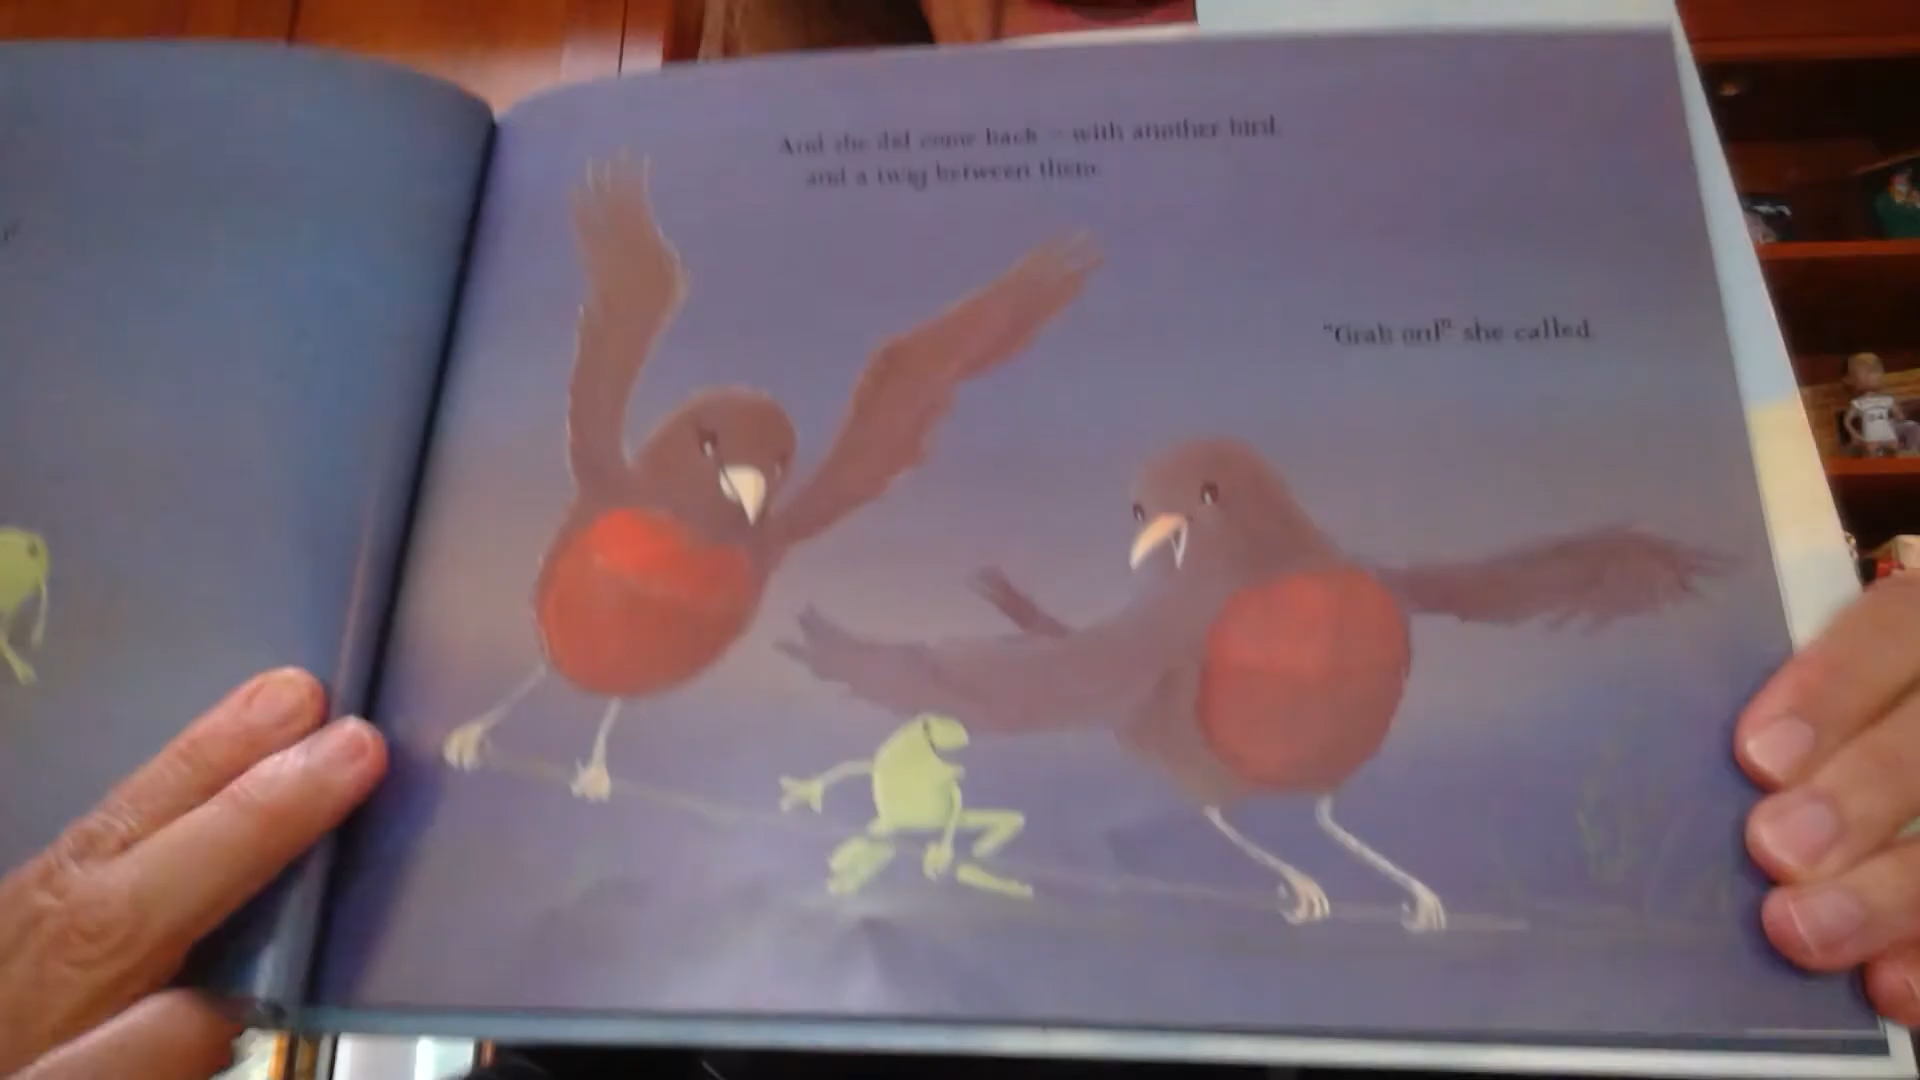 And she did come back – with another bird,
and a twig between them.
"Grab on!" she called.